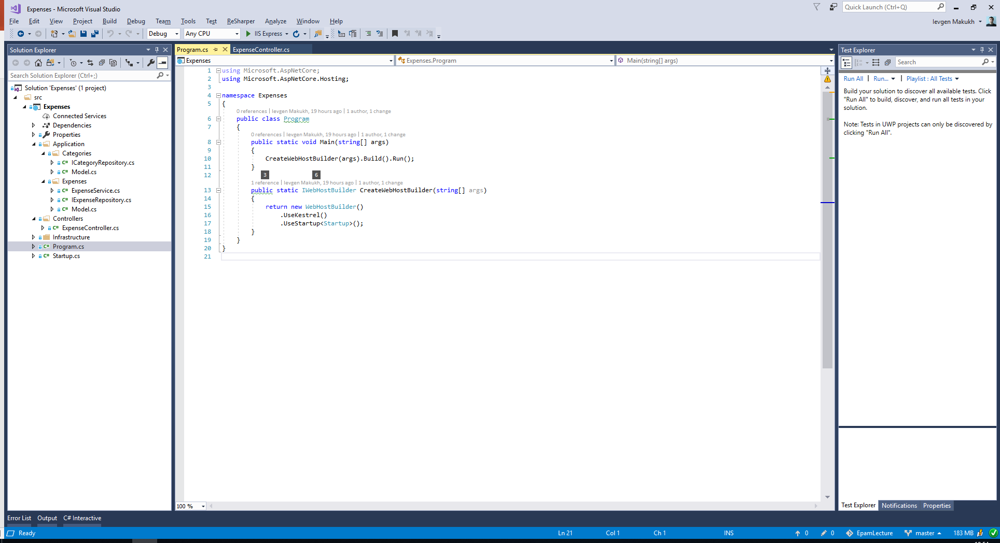 Expenses - Microsoft Visual Studio
Quick Launch (Ctrl+Q)
File Edit View Project Build Debug Team Tools Test ReSharper Analyze Window Help
Ievgen Makukh
Debug Any CPU IIS Express
Solution Explorer
Search Solution Explorer (Ctrl+;)
Solution 'Expenses' (1 project)
src
Expenses
Connected Services
Dependencies
Properties
Application
Categories
C# ICategoryRepository.cs
C# Model.cs
Expenses
C# ExpenseService.cs
C# IExpenseRepository.cs
C# Model.cs
Controllers
C# ExpenseController.cs
Infrastructure
C# Program.cs
C# Startup.cs
Program.cs ExpenseController.cs
Expenses Expenses.Program Main(string[] args)
1 using Microsoft.AspNetCore;
2 using Microsoft.AspNetCore.Hosting;
3
4 namespace Expenses
5 {
0 references | Ievgen Makukh, 19 hours ago | 1 author, 1 change
6 public class Program
7 {
0 references | Ievgen Makukh, 19 hours ago | 1 author, 1 change
8 public static void Main(string[] args)
9 {
10 CreateWebHostBuilder(args).Build().Run();
11 }
12 3 6
1 reference | Ievgen Makukh, 19 hours ago | 1 author, 1 change
13 public static IWebHostBuilder CreateWebHostBuilder(string[] args)
14 {
15 return new WebHostBuilder()
16 .UseKestrel()
17 .UseStartup<Startup>();
18 }
19 }
20 }
21
100 %
Test Explorer
Search
Run All | Run... | Playlist : All Tests
Build your solution to discover all available tests. Click
"Run All" to build, discover, and run all tests in your
solution.
Note: Tests in UWP projects can only be discovered by
clicking "Run All".
Test Explorer Notifications Properties
Error List Output C# Interactive
Ready Ln 21 Col 1 Ch 1 INS 0 0 EpamLecture master 183 MB